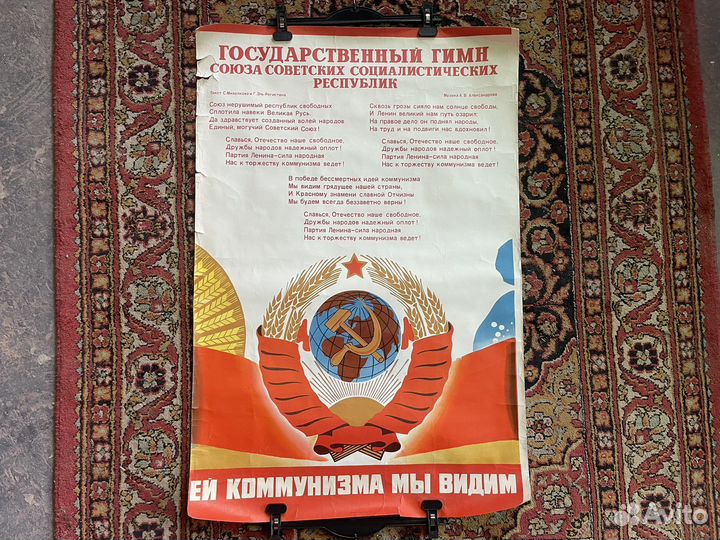 ГОСУДАРСТВЕННЫЙ ГИМН
СОЮЗА СОВЕТСКИХ СОЦИАЛИСТИЧЕСКИХ
РЕСПУБЛИК
Текст С. Михалкова и Г. Эль-Регистана
Музыка А. В. Александрова
Союз нерушимый республик свободных
Сплотила навеки Великая Русь.
Да здравствует созданный волей народов
Единый, могучий Советский Союз!
Славься, Отечество наше свободное,
Дружбы народов надежный оплот!
Партия Ленина-сила народная
Нас к торжеству коммунизма ведет!
Сквозь грозы сияло нам солнце свободы,
И Ленин великий нам путь озарил:
На правое дело он поднял народы,
На труд и на подвиги нас вдохновил!
Славься, Отечество наше свободное,
Дружбы народов надежный оплот!
Партия Ленина-сила народная
Нас к торжеству коммунизма ведет!
В победе бессмертных идей коммунизма
Мы видим грядущее нашей страны,
И Красному знамени славной Отчизны
Мы будем всегда беззаветно верны!
Славься, Отечество наше свободное,
Дружбы народов надежный оплот!
Партия Ленина-сила народная
Нас к торжеству коммунизма ведет!
ЕЙ КОММУНИЗМА МЫ ВИДИМ
Avito